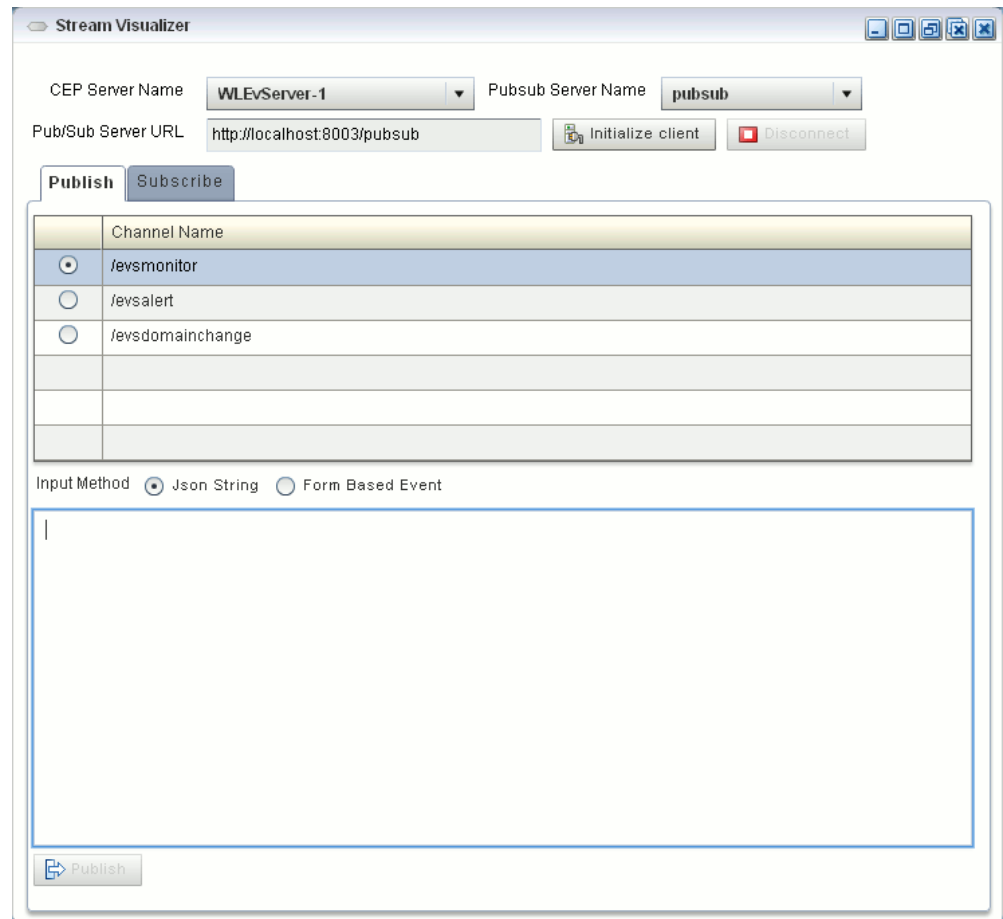 Stream Visualizer
CEP Server Name WLEvServer-1 Pubsub Server Name pubsub
Pub/Sub Server URL http://localhost:8003/pubsub Initialize client Disconnect
Publish Subscribe
Channel Name
/evsmonitor
/evsalert
/evsdomainchange
Input Method Json String Form Based Event
Publish